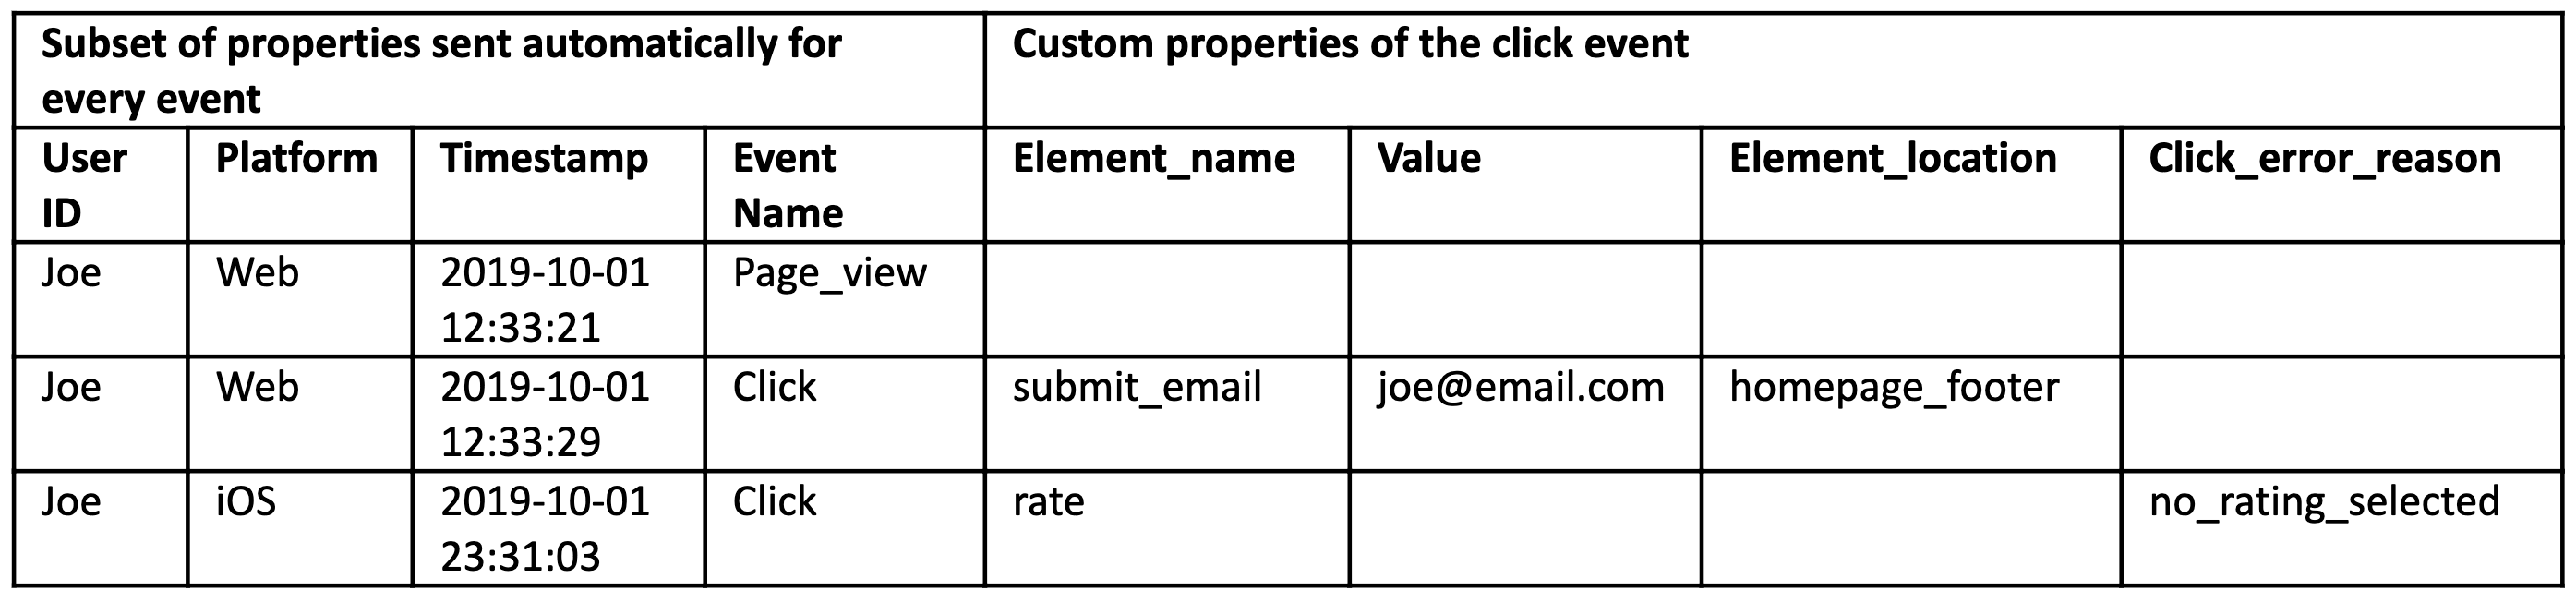 Subset of properties sent automatically for
every event
Custom properties of the click event
User
ID
Platform
Timestamp
Event
Name
Element_name
Value
Element_location
Click_error_reason
Joe
Web
2019-10-01
12:33:21
Page_view
Joe
Web
2019-10-01
12:33:29
Click
submit_email
joe@email.com
homepage_footer
Joe
iOS
2019-10-01
23:31:03
Click
rate
no_rating_selected